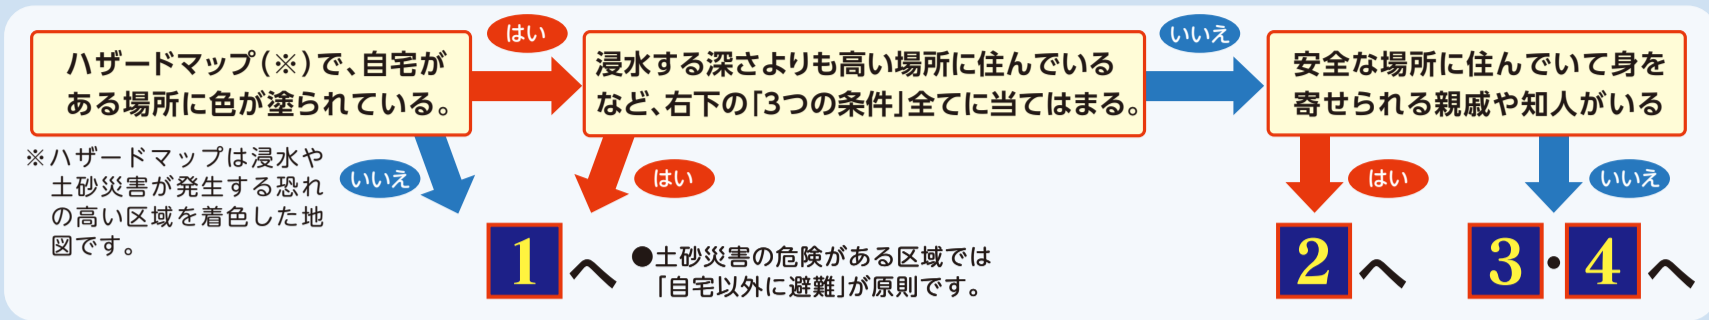 ハザードマップ(※)で、自宅が
ある場所に色が塗られている。
はい
浸水する深さよりも高い場所に住んでいる
など、右下の「3つの条件」全てに当てはまる。
いいえ
安全な場所に住んでいて身を
寄せられる親戚や知人がいる
※ハザードマップは浸水や
土砂災害が発生する恐れ
の高い区域を着色した地
図です。
いいえ
はい
はい
いいえ
1へ
●土砂災害の危険がある区域では
「自宅以外に避難」が原則です。
2へ
3・4へ